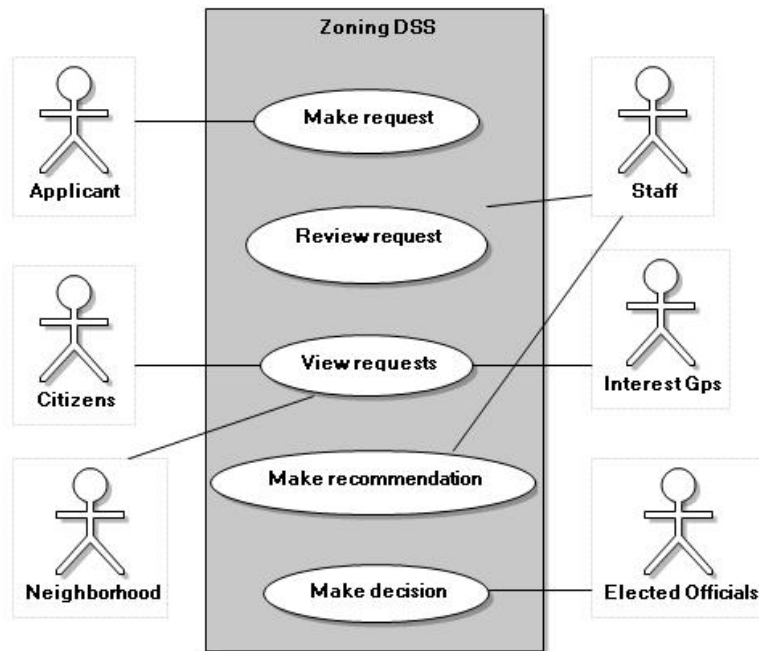 Zoning DSS
Make request
Applicant
Staff
Review request
View requests
Citizens
Interest Gps
Make recommendation
Neighborhood
Make decision
Elected Officials